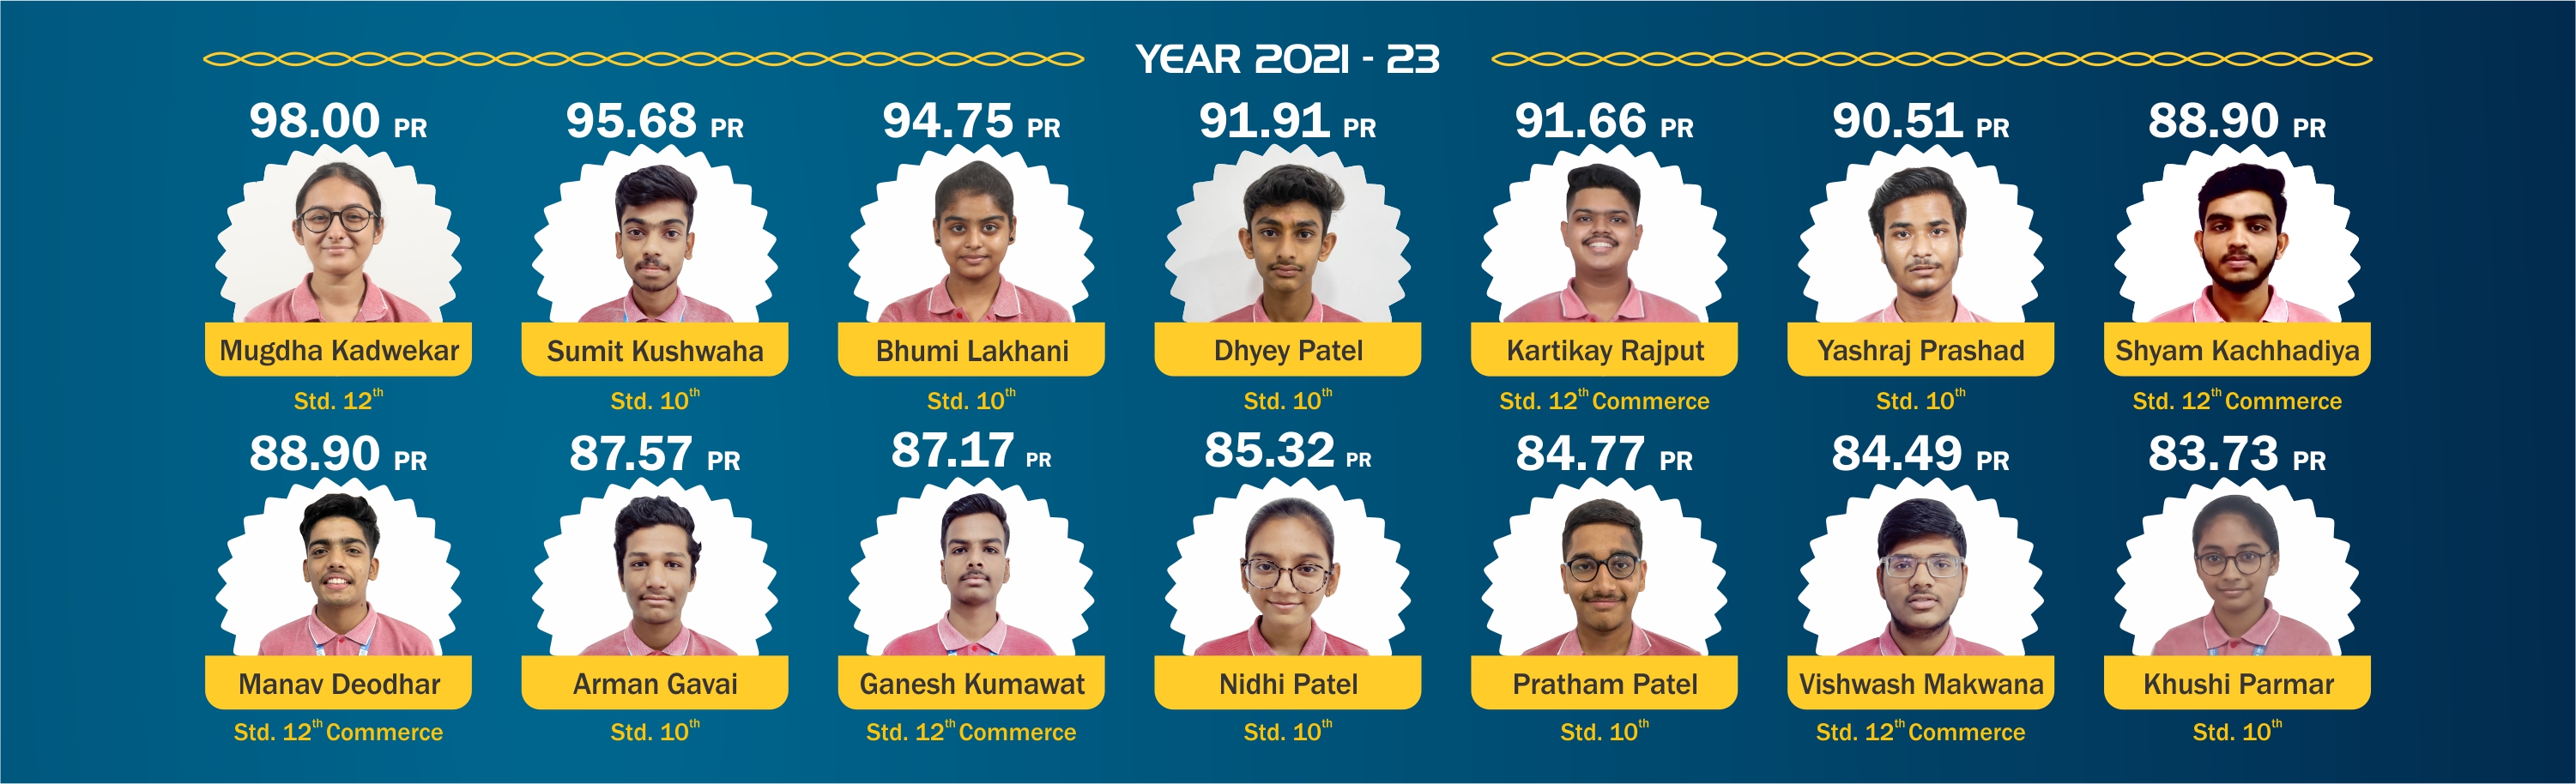 YEAR 2021 - 23
98.00 PR
95.68 PR
94.75 PR
91.91 PR
91.66 PR
90.51 PR
88.90 PR
Mugdha Kadwekar
Sumit Kushwaha
Bhumi Lakhani
Dhyey Patel
Kartikay Rajput
Yashraj Prashad
Shyam Kachhadiya
Std. 12th
Std. 10th
Std. 10th
Std. 10th
Std. 12th Commerce
Std. 10th
Std. 12th Commerce
88.90 PR
87.57 PR
87.17 PR
85.32 PR
84.77 PR
84.49 PR
83.73 PR
Manav Deodhar
Arman Gavai
Ganesh Kumawat
Nidhi Patel
Pratham Patel
Vishwash Makwana
Khushi Parmar
Std. 12th Commerce
Std. 10th
Std. 12th Commerce
Std. 10th
Std. 10th
Std. 12th Commerce
Std. 10th